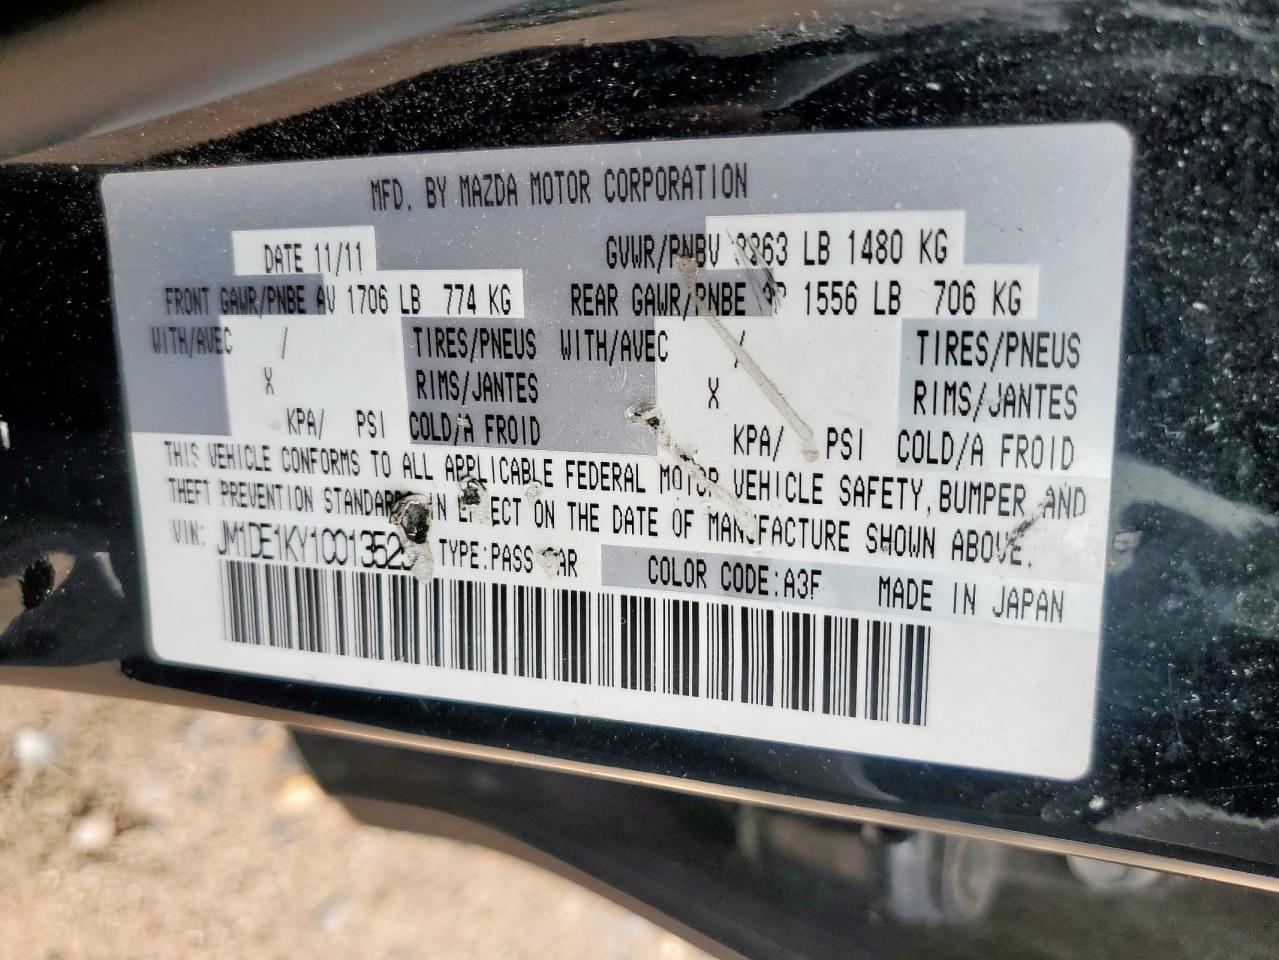 MFD. BY MAZDA MOTOR CORPORATION
DATE 11/11 GVWR/PNBV LB 1480 KG
FRONT GAWR/PNBE AV 1706 LB 774 KG REAR GAWR/PNBE 1556 LB 706 KG
WITH/AVEC / TIRES/PNEUS WITH/AVEC / TIRES/PNEUS
X RIMS/JANTES X RIMS/JANTES
KPA/ PSI COLD/A FROID KPA/ PSI COLD/A FROID
THIS VEHICLE CONFORMS TO ALL APPLICABLE FEDERAL MOTOR VEHICLE SAFETY, BUMPER AND
THEFT PREVENTION STANDARDS IN EFFECT ON THE DATE OF MANUFACTURE SHOWN ABOVE.
VIN: TYPE:PASS CAR COLOR CODE:A3F MADE IN JAPAN